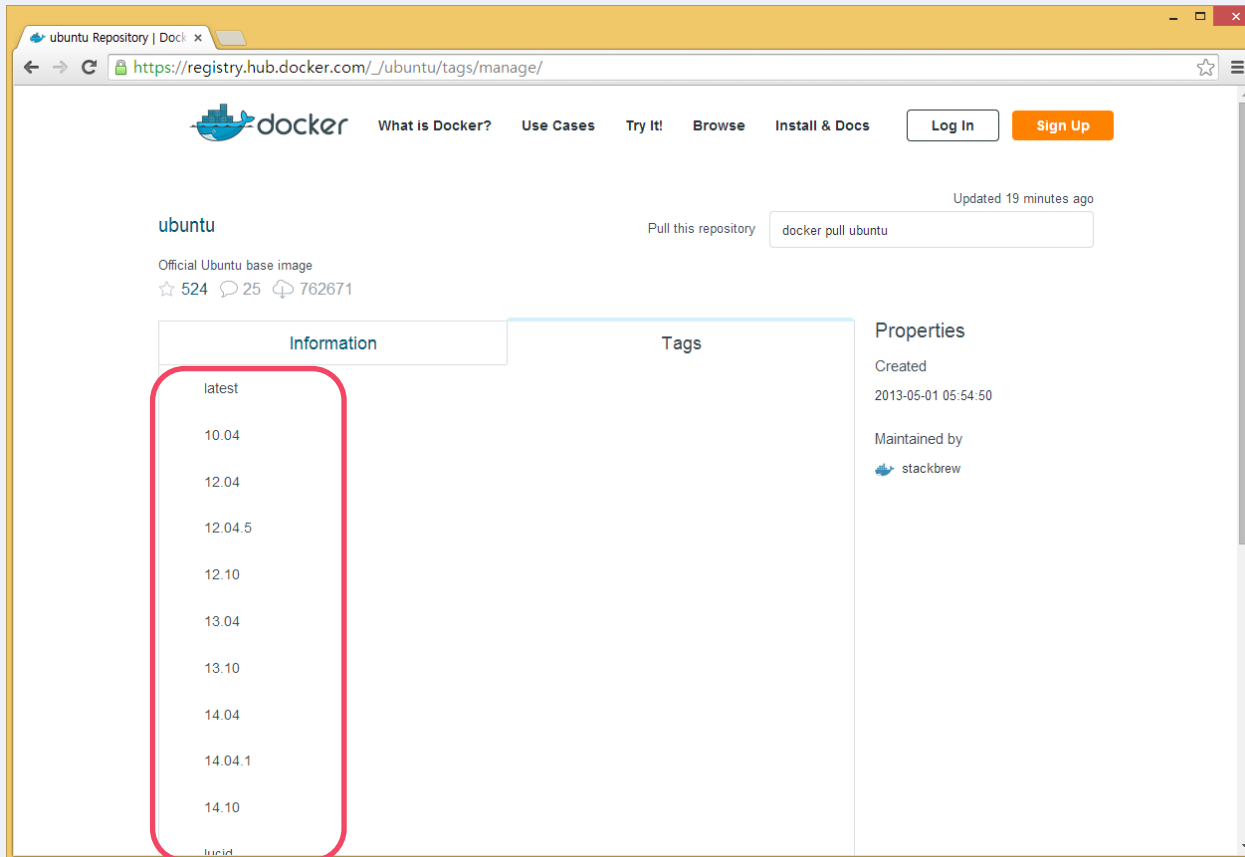 ubuntu Repository | Dock
https://registry.hub.docker.com/_/ubuntu/tags/manage/
docker What is Docker? Use Cases Try It! Browse Install & Docs Log In Sign Up
Updated 19 minutes ago
ubuntu
Pull this repository docker pull ubuntu
Official Ubuntu base image
524 25 762671
Information Tags
Properties
Created
2013-05-01 05:54:50
Maintained by
stackbrew
latest
10.04
12.04
12.04.5
12.10
13.04
13.10
14.04
14.04.1
14.10
lucid